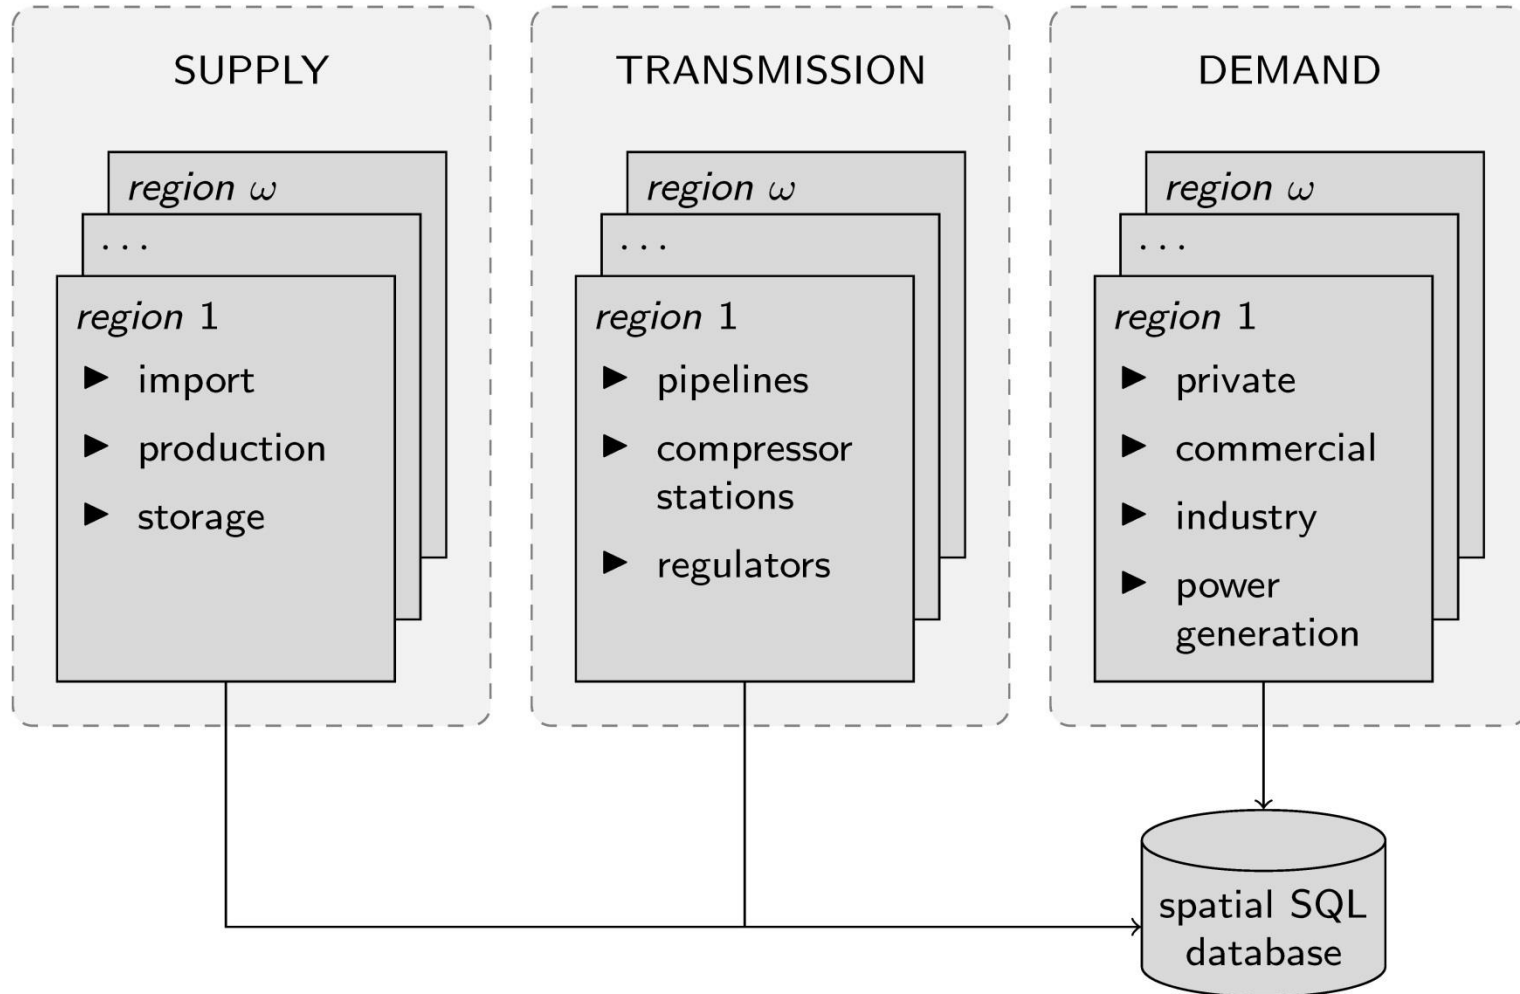 SUPPLY
region ω
...
region 1
► import
► production
► storage
TRANSMISSION
region ω
...
region 1
► pipelines
► compressor
stations
► regulators
DEMAND
region ω
...
region 1
► private
► commercial
► industry
► power
generation
spatial SQL
database